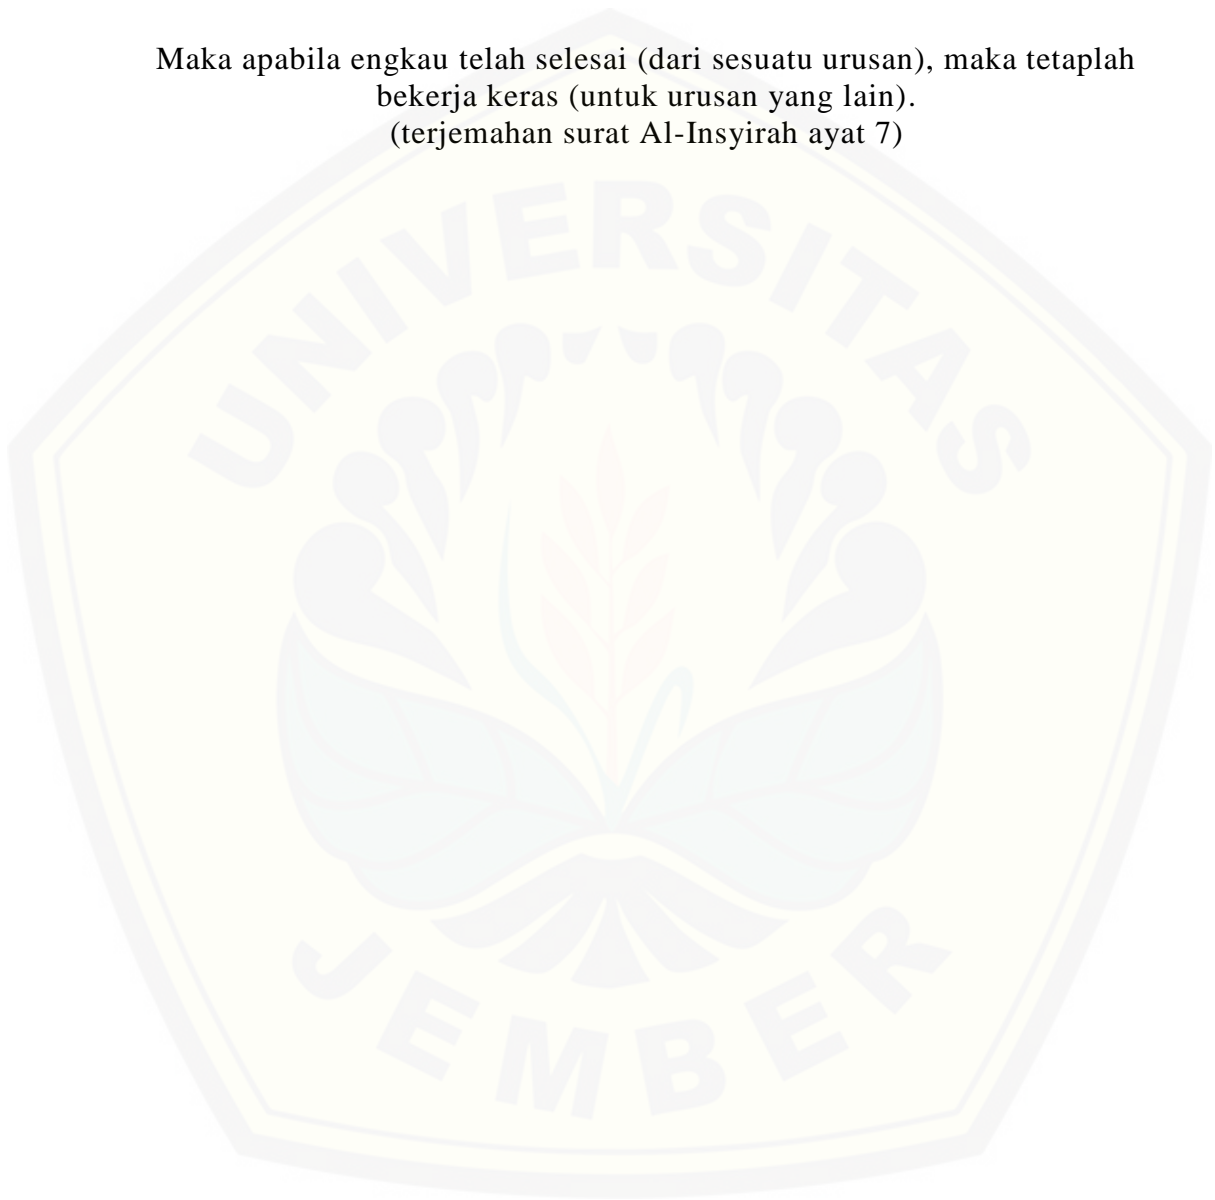 Maka apabila engkau telah selesai (dari sesuatu urusan), maka tetaplah
bekerja keras (untuk urusan yang lain).
(terjemahan surat Al-Insyirah ayat 7)
UNIVERSITAS
JEMBER